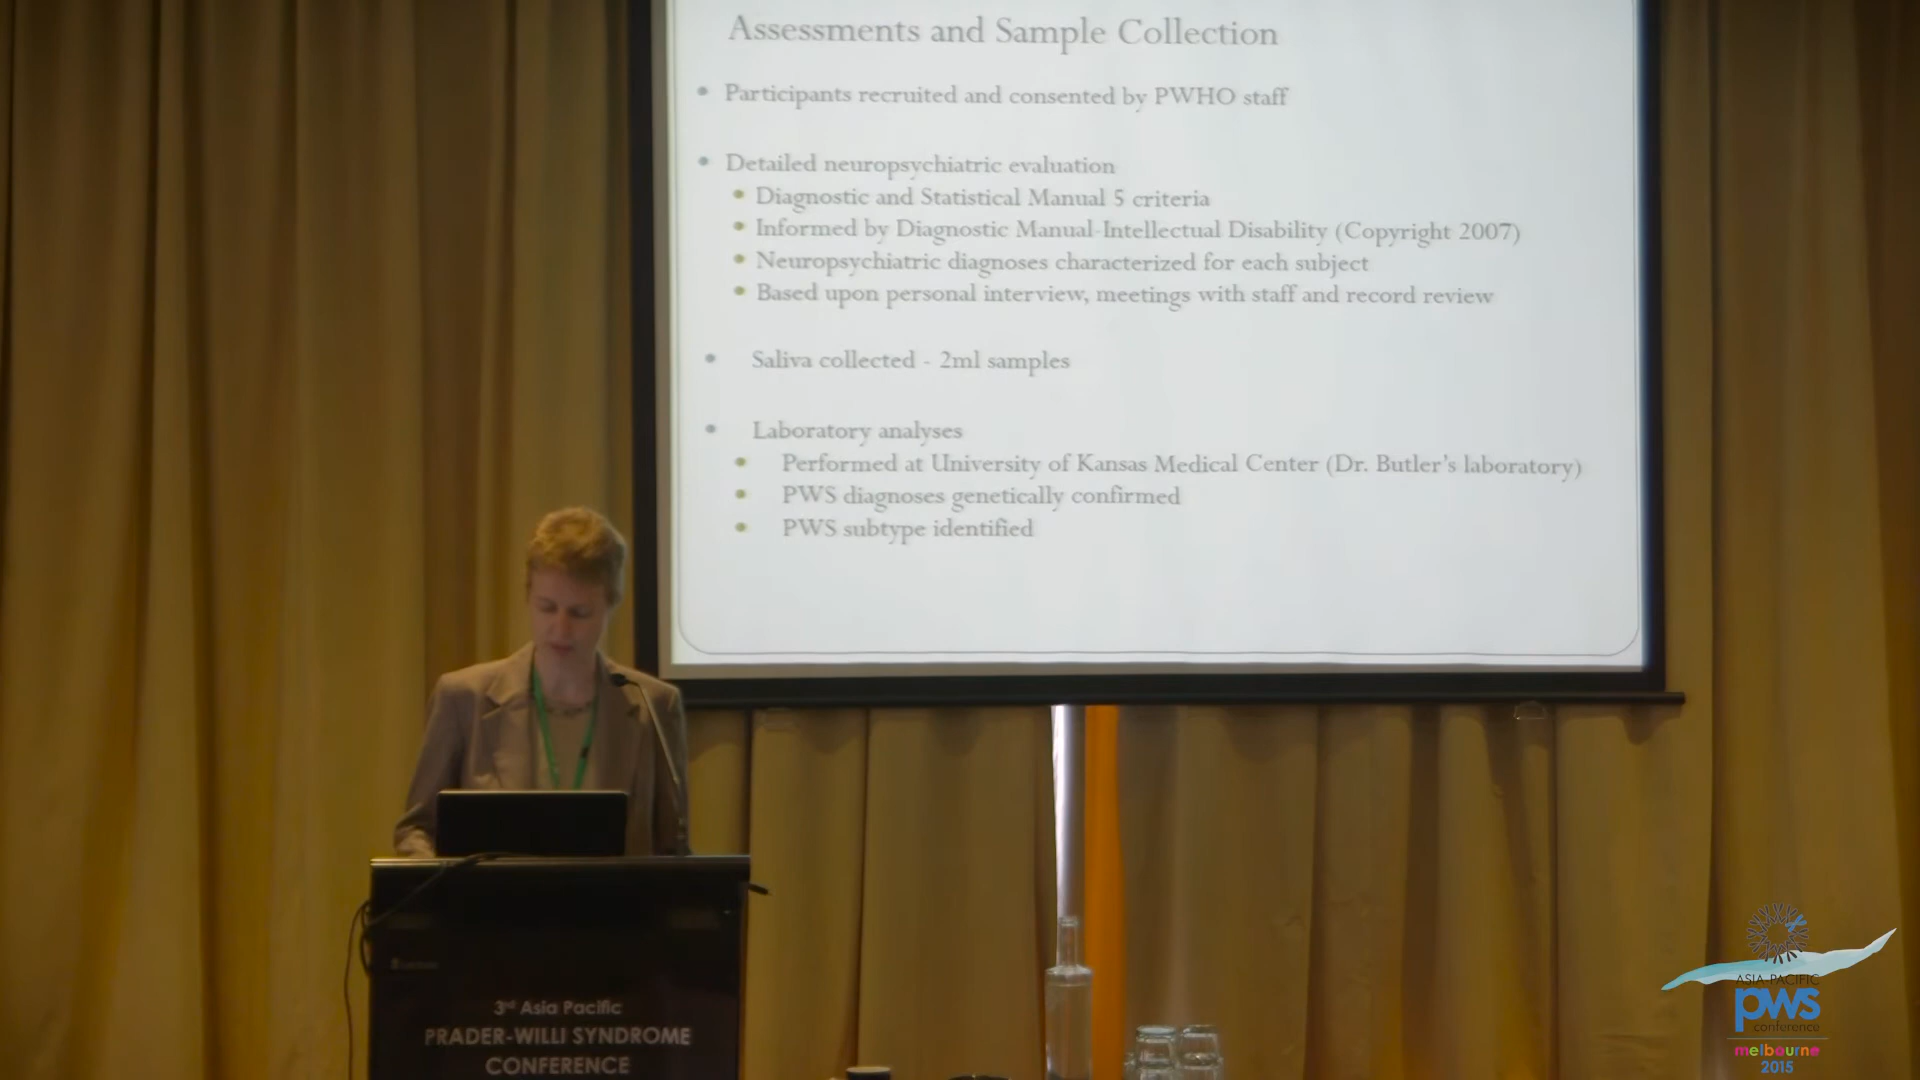 Assessments and Sample Collection
• Participants recruited and consented by PWHO staff
• Detailed neuropsychiatric evaluation
• Diagnostic and Statistical Manual 5 criteria
• Informed by Diagnostic Manual-Intellectual Disability (Copyright 2007)
• Neuropsychiatric diagnoses characterized for each subject
• Based upon personal interview, meetings with staff and record review
• Saliva collected - 2ml samples
• Laboratory analyses
• Performed at University of Kansas Medical Center (Dr. Butler's laboratory)
• PWS diagnoses genetically confirmed
• PWS subtype identified
3rd Asia Pacific
PRADER-WILLI SYNDROME
CONFERENCE
ASIA-PACIFIC
pws
conference
melbourne
2015